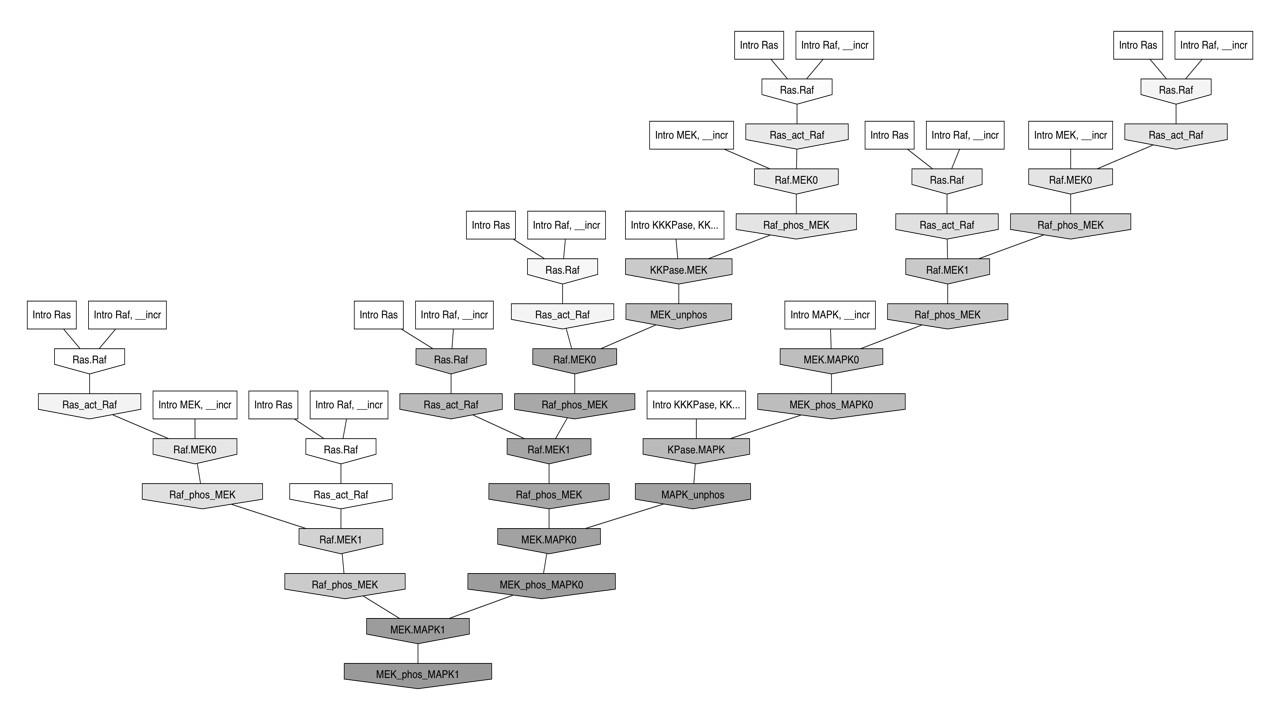 Intro Ras
Intro Raf, __incr
Intro Ras
Intro Raf, __incr
Ras.Raf
Ras.Raf
Intro MEK, __incr
Ras_act_Raf
Intro Ras
Intro Raf, __incr
Intro MEK, __incr
Ras_act_Raf
Raf.MEK0
Ras.Raf
Raf.MEK0
Intro Ras
Intro Raf, __incr
Intro KKKPase, KK...
Raf_phos_MEK
Ras_act_Raf
Raf_phos_MEK
Ras.Raf
KKPase.MEK
Raf.MEK1
Intro Ras
Intro Raf, __incr
Intro Ras
Intro Raf, __incr
Ras_act_Raf
MEK_unphos
Intro MAPK, __incr
Raf_phos_MEK
Ras.Raf
Ras.Raf
Raf.MEK0
MEK.MAPK0
Ras_act_Raf
Intro MEK, __incr
Intro Ras
Intro Raf, __incr
Ras_act_Raf
Raf_phos_MEK
Intro KKKPase, KK...
MEK_phos_MAPK0
Raf.MEK0
Ras.Raf
Raf.MEK1
KPase.MAPK
Raf_phos_MEK
Ras_act_Raf
Raf_phos_MEK
MAPK_unphos
Raf.MEK1
MEK.MAPK0
Raf_phos_MEK
MEK_phos_MAPK0
MEK.MAPK1
MEK_phos_MAPK1